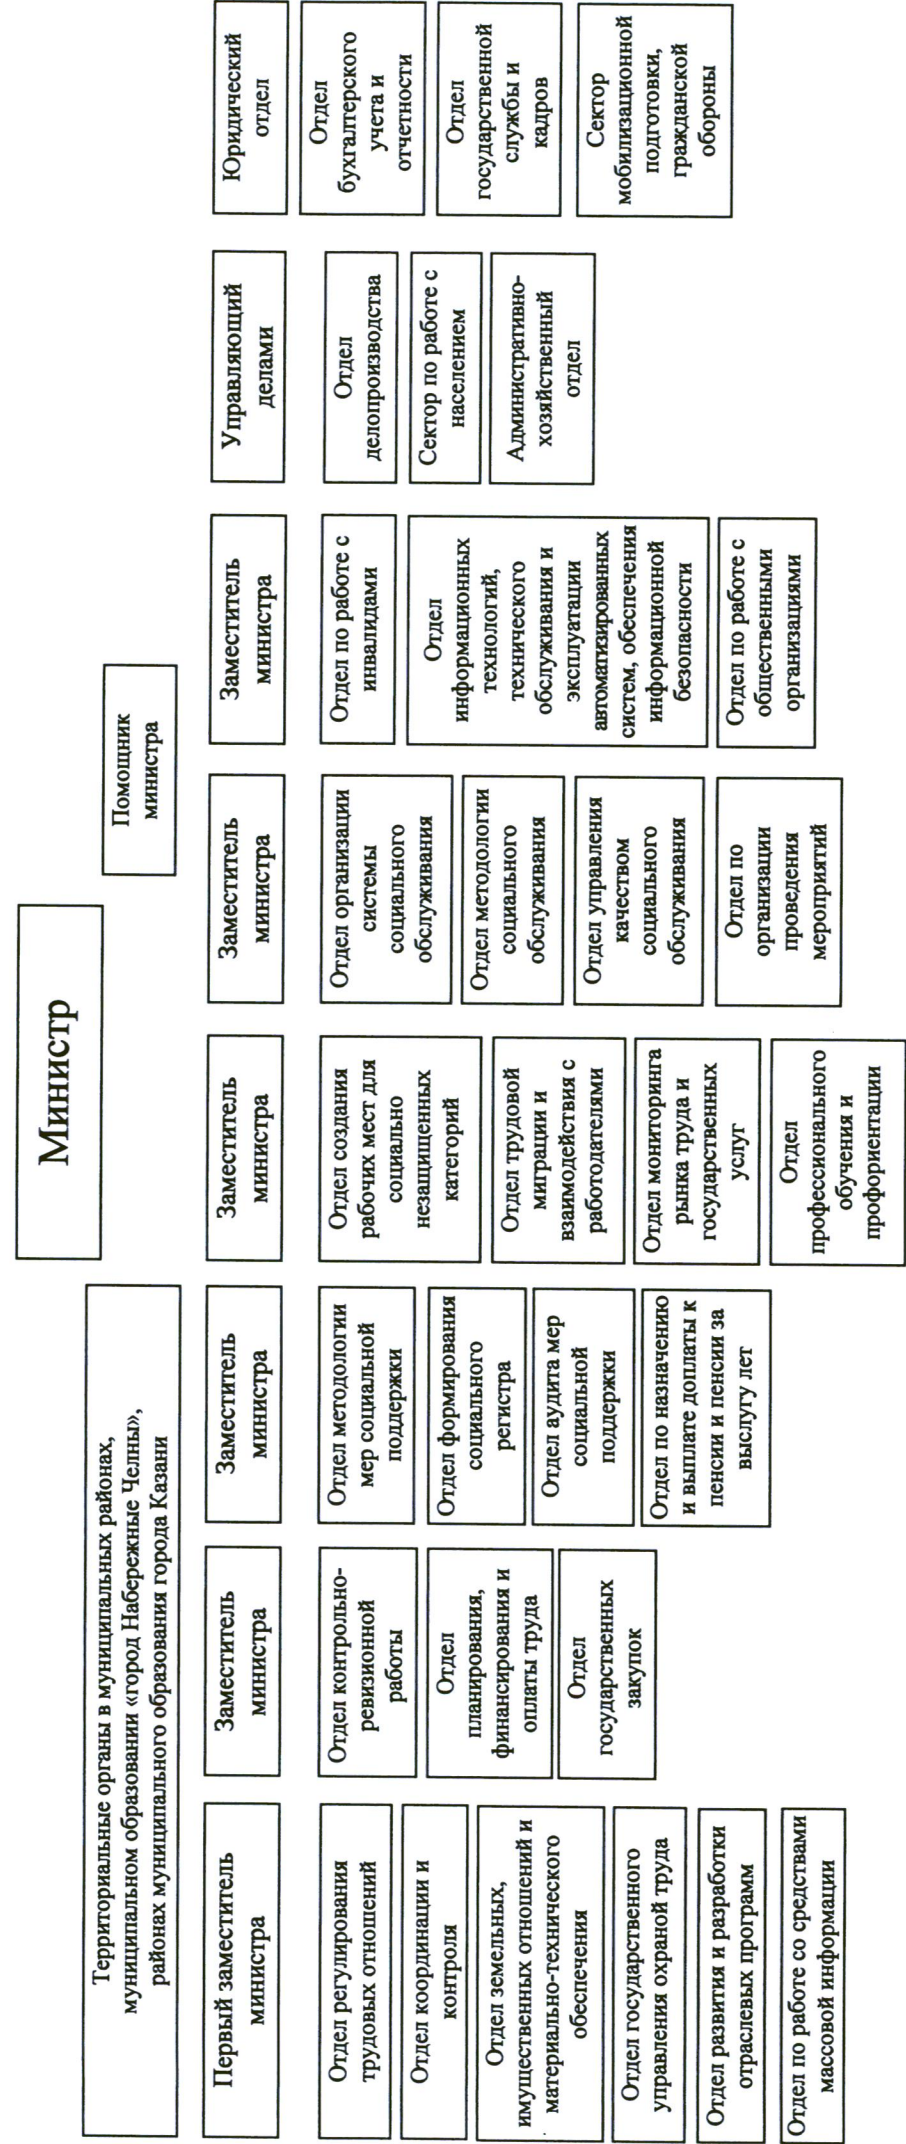 Министр
Территориальные органы в муниципальных районах,
муниципальном образовании «город Набережные Челны»,
районах муниципального образования города Казани
Помощник
министра
Первый заместитель
министра
Отдел регулирования
трудовых отношений
Отдел координации и
контроля
Отдел земельных,
имущественных отношений и
материально-технического
обеспечения
Отдел государственного
управления охраной труда
Отдел развития и разработки
отраслевых программ
Отдел по работе со средствами
массовой информации
Заместитель
министра
Отдел контрольно-
ревизионной
работы
Отдел
планирования,
финансирования и
оплаты труда
Отдел
государственных
закупок
Заместитель
министра
Отдел методологии
мер социальной
поддержки
Отдел формирования
социального
регистра
Отдел аудита мер
социальной
поддержки
Отдел по назначению
и выплате доплаты к
пенсии и пенсии за
выслугу лет
Заместитель
министра
Отдел создания
рабочих мест для
социально
незащищенных
категорий
Отдел трудовой
миграции и
взаимодействия с
работодателями
Отдел мониторинга
рынка труда и
государственных
услуг
Отдел
профессионального
обучения и
профориентации
Заместитель
министра
Отдел организации
системы
социального
обслуживания
Отдел методологии
социального
обслуживания
Отдел управления
качеством
социального
обслуживания
Отдел по
организации
проведения
мероприятий
Заместитель
министра
Отдел по работе с
инвалидами
Отдел
информационных
технологий,
технического
обслуживания и
эксплуатации
автоматизированных
систем, обеспечения
информационной
безопасности
Отдел по работе с
общественными
организациями
Управляющий
делами
Отдел
делопроизводства
Сектор по работе с
населением
Административно-
хозяйственный
отдел
Юридический
отдел
Отдел
бухгалтерского
учета и
отчетности
Отдел
государственной
службы и
кадров
Сектор
мобилизационной
подготовки,
гражданской
обороны